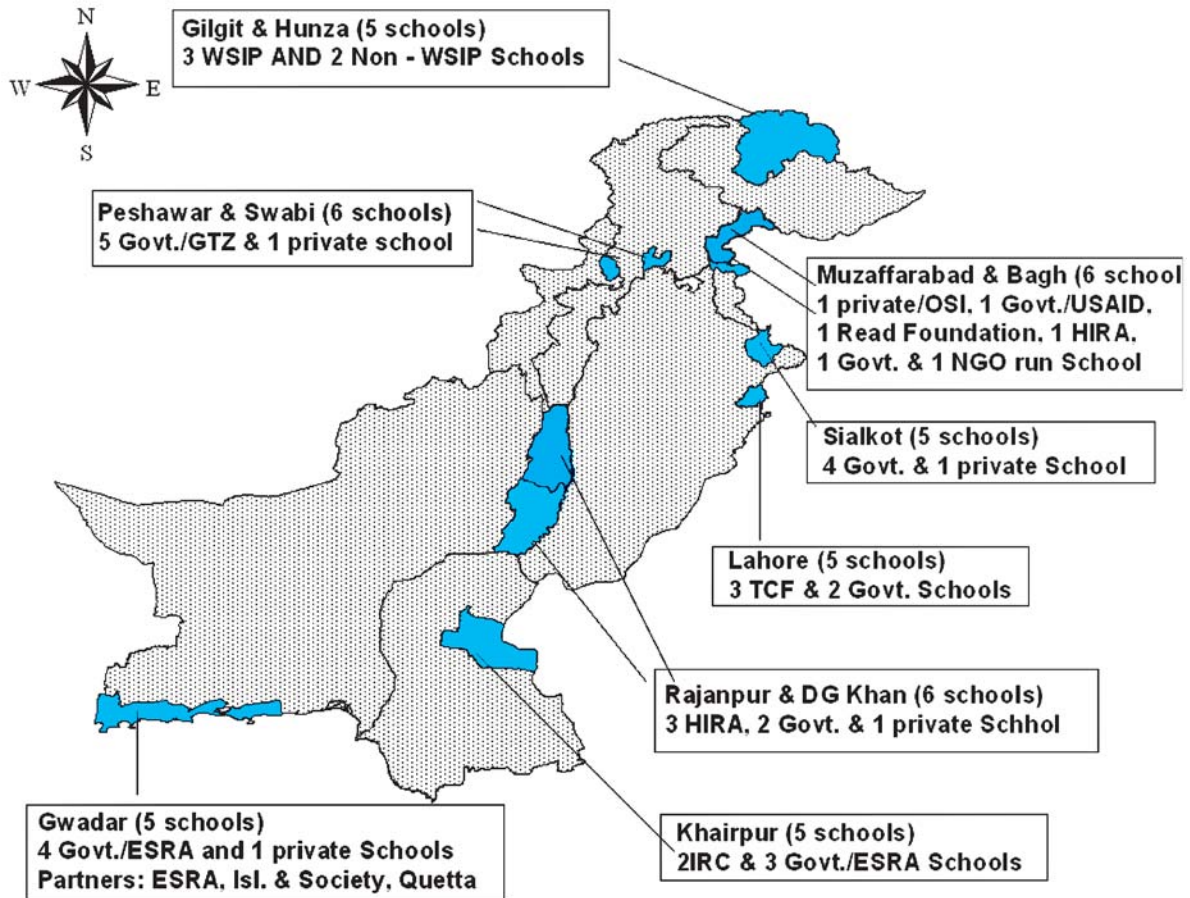 N
W E
S
Gilgit & Hunza (5 schools)
3 WSIP AND 2 Non - WSIP Schools
Peshawar & Swabi (6 schools)
5 Govt./GTZ & 1 private school
Muzaffarabad & Bagh (6 school
1 private/OSI, 1 Govt./USAID,
1 Read Foundation, 1 HIRA,
1 Govt. & 1 NGO run School
Sialkot (5 schools)
4 Govt. & 1 private School
Lahore (5 schools)
3 TCF & 2 Govt. Schools
Rajanpur & DG Khan (6 schools)
3 HIRA, 2 Govt. & 1 private Schhol
Gwadar (5 schools)
4 Govt./ESRA and 1 private Schools
Partners: ESRA, Isl. & Society, Quetta
Khairpur (5 schools)
2IRC & 3 Govt./ESRA Schools